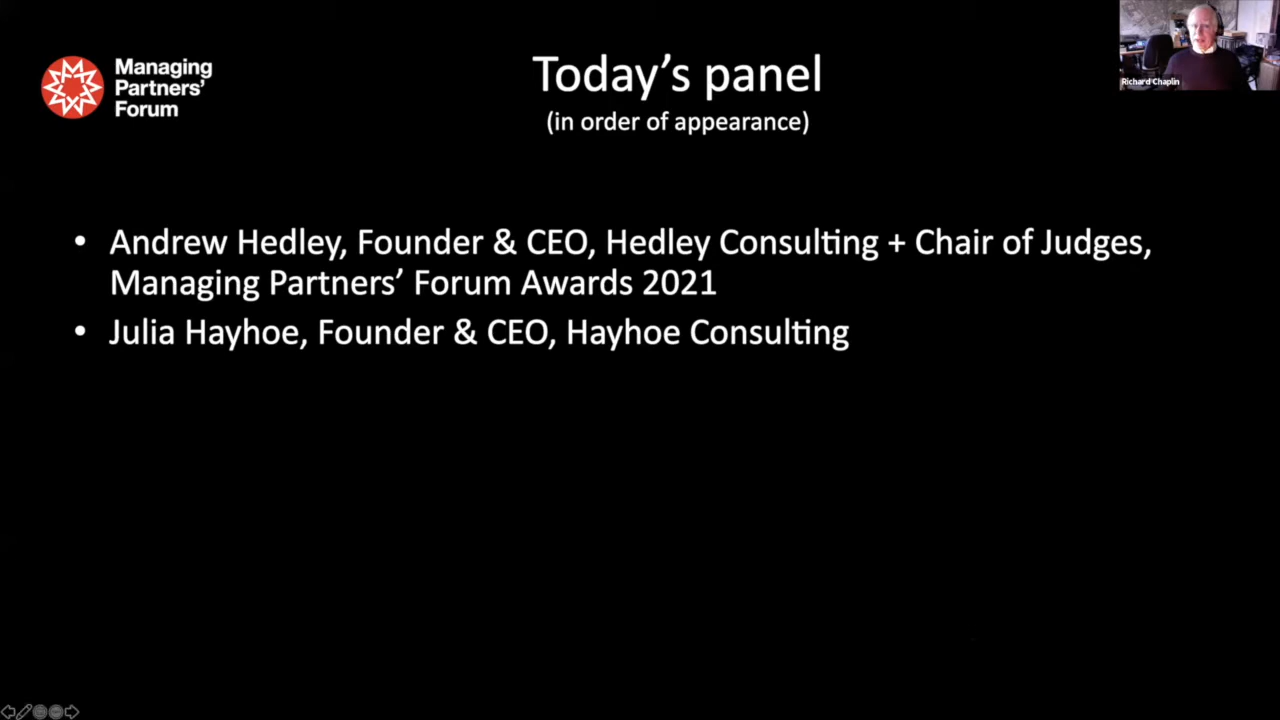 Managing
Partners'
Forum
Today's panel
(in order of appearance)
Richard Chaplin
• Andrew Hedley, Founder & CEO, Hedley Consulting + Chair of Judges,
Managing Partners' Forum Awards 2021
• Julia Hayhoe, Founder & CEO, Hayhoe Consulting